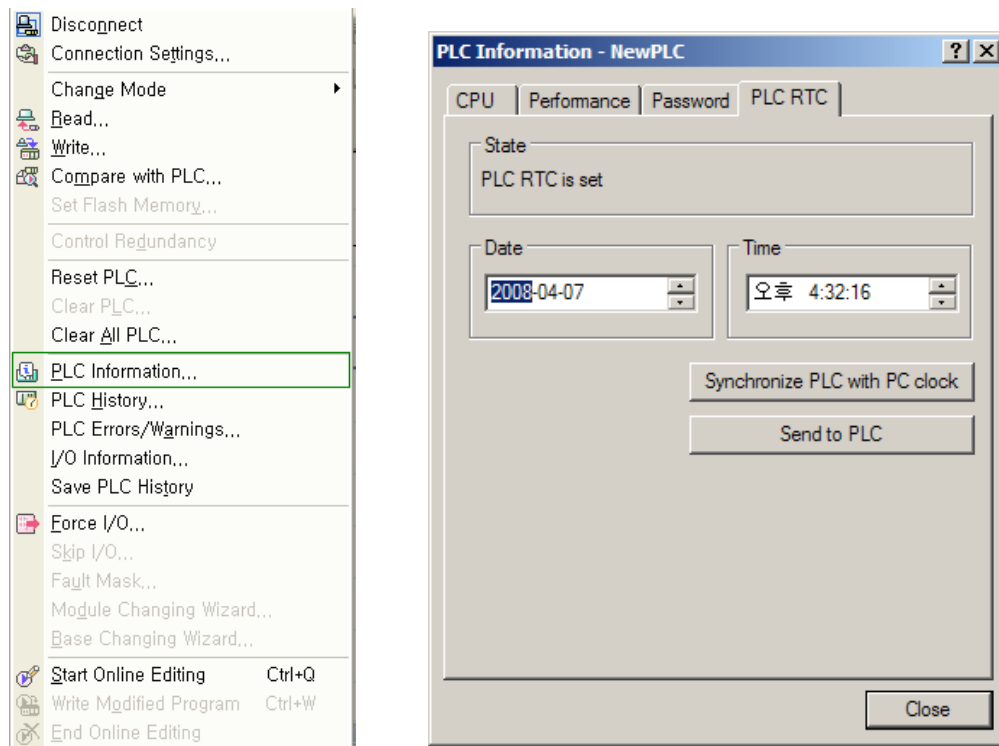 Disconnect
Connection Settings...
Change Mode
Read...
Write...
Compare with PLC...
Set Flash Memory...
Control Redundancy
Reset PLC...
Clear PLC...
Clear All PLC...
PLC Information...
PLC History...
PLC Errors/Warnings...
I/O Information...
Save PLC History
Force I/O...
Skip I/O...
Fault Mask...
Module Changing Wizard...
Base Changing Wizard...
Start Online Editing Ctrl+Q
Write Modified Program Ctrl+W
End Online Editing
PLC Information - NewPLC
CPU Performance Password PLC RTC
State
PLC RTC is set
Date Time
2008-04-07 오후 4:32:16
Synchronize PLC with PC clock
Send to PLC
Close